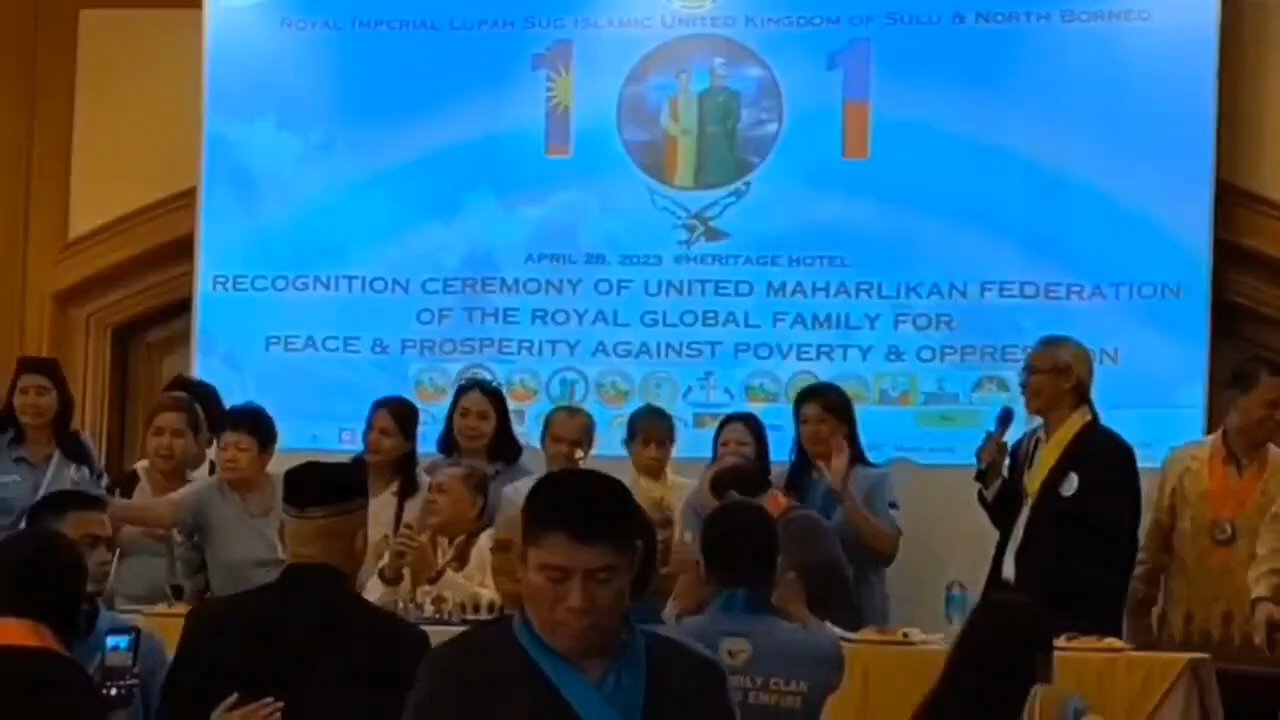 ROYAL IMPERIAL LUPAH SUG ISLAMIC UNITED KINGDOM OF SULU & NORTH BORNEO
1 1
APRIL 28, 2023 @HERITAGE HOTEL
RECOGNITION CEREMONY OF UNITED MAHARLIKAN FEDERATION
OF THE ROYAL GLOBAL FAMILY FOR
PEACE & PROSPERITY AGAINST POVERTY &
CLAN
EMPIRE